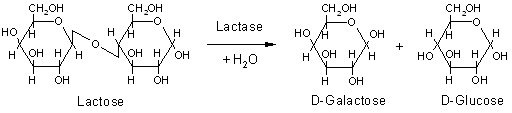 CH₂OH CH₂OH Lactase CH₂OH CH₂OH
HO H O H H O H HO H O OH H H O H
OH H O OH H + H₂O OH H + HO OH H
H H H OH H H H OH
H OH H OH H OH H OH
Lactose D-Galactose D-Glucose